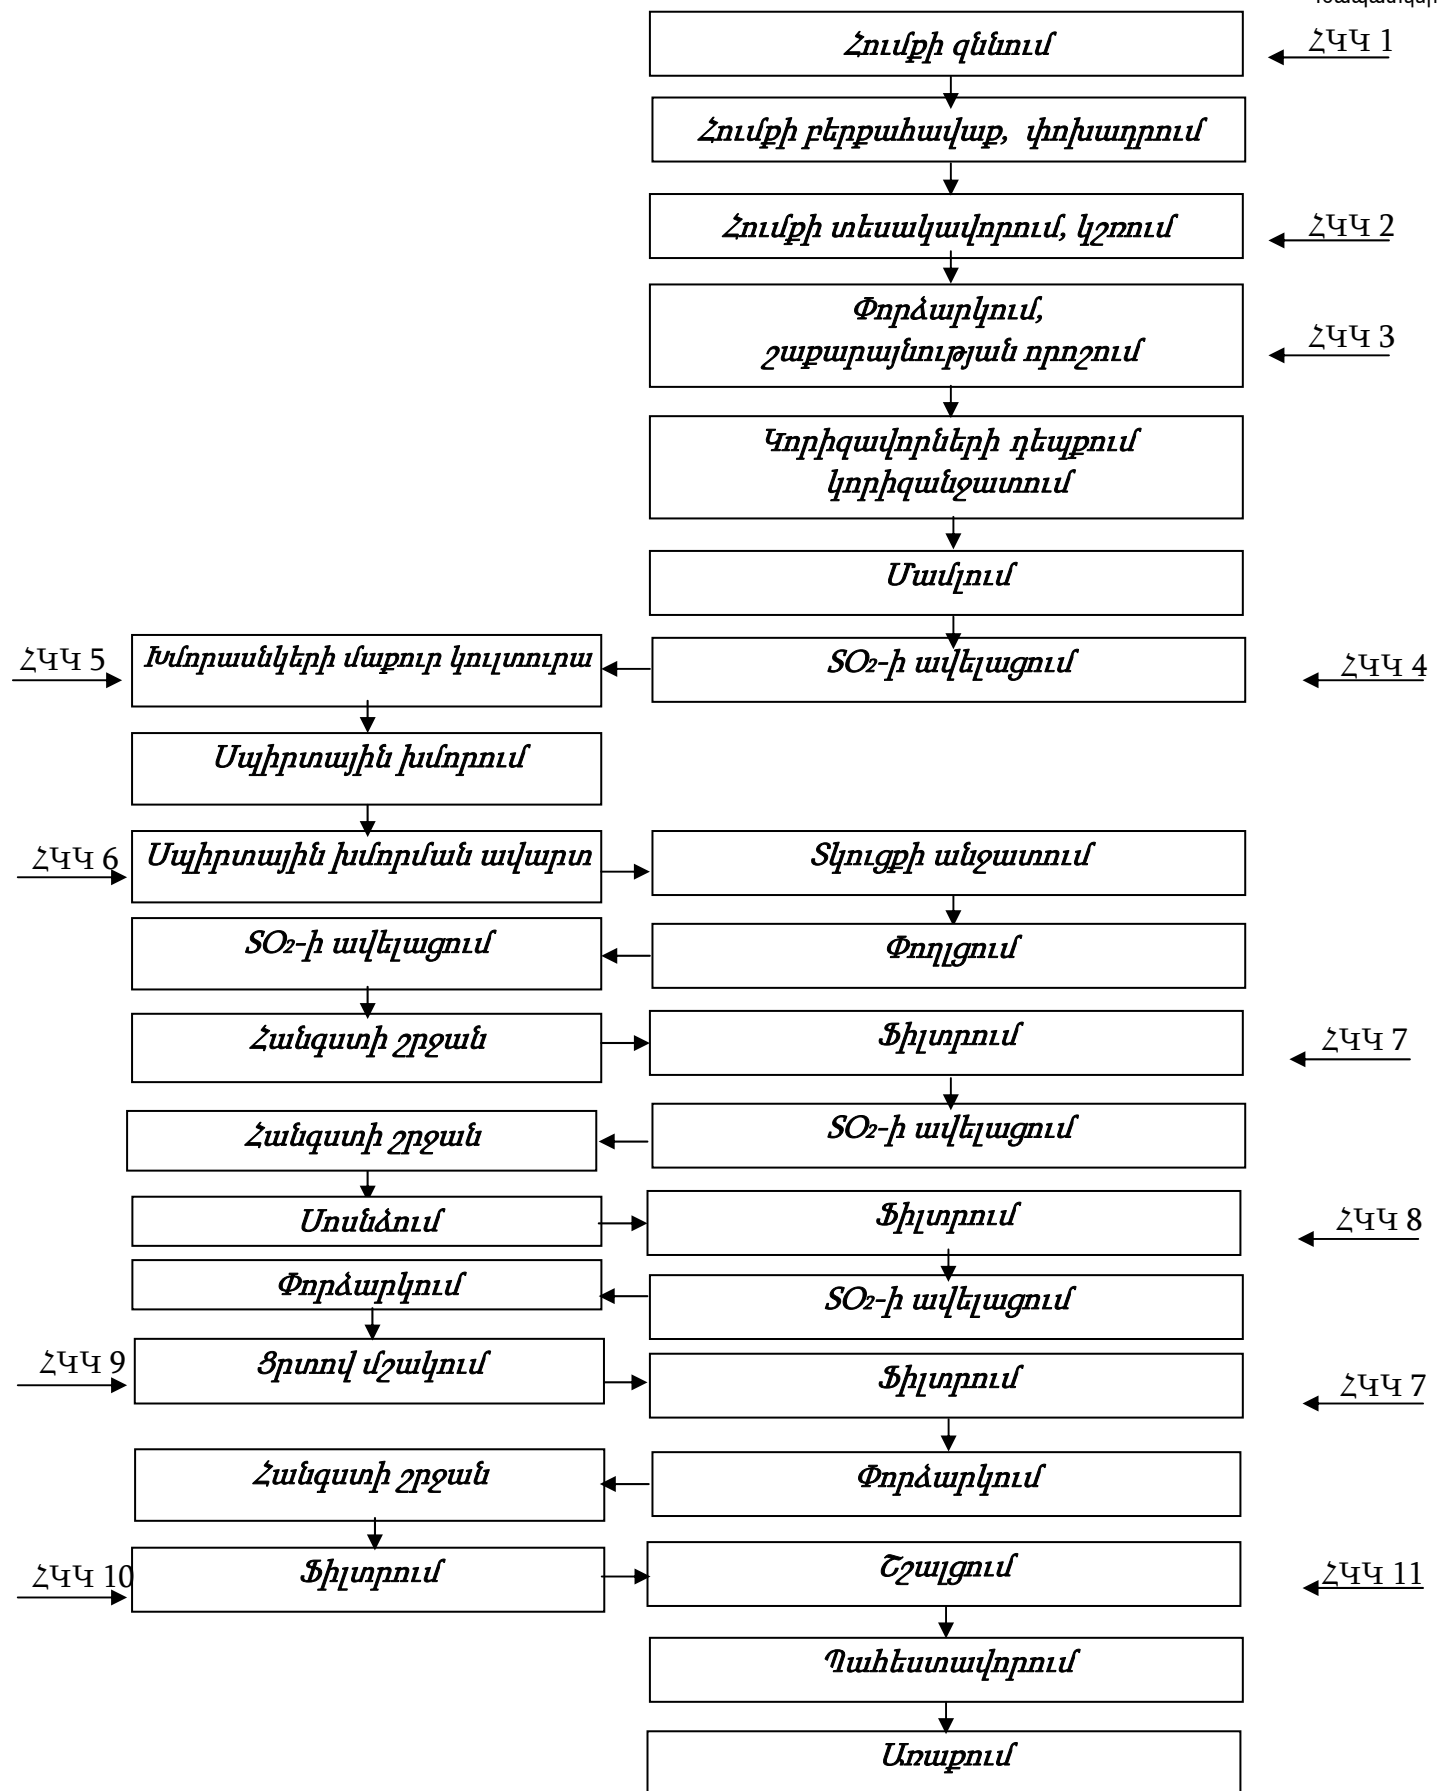 Հումքի զննում
ՀԿԿ 1
Հումքի բերքահավաք, փոխադրում
Հումքի տեսակավորում, կշռում
ՀԿԿ 2
Փորձարկում,
շաքարայնության որոշում
ՀԿԿ 3
Կորիզավորների դեպքում
կորիզանջատում
Մամլում
ՀԿԿ 5
Խմորասնկերի մաքուր կուլտուրա
SO₂-ի ավելացում
ՀԿԿ 4
Սպիրտային խմորում
ՀԿԿ 6
Սպիրտային խմորման ավարտ
Տկուցքի անջատում
SO₂-ի ավելացում
Փողլցում
Հանգստի շրջան
Ֆիլտրում
ՀԿԿ 7
Հանգստի շրջան
SO₂-ի ավելացում
Սոսնձում
Ֆիլտրում
ՀԿԿ 8
Փորձարկում
SO₂-ի ավելացում
ՀԿԿ 9
Ցրտով մշակում
Ֆիլտրում
ՀԿԿ 7
Հանգստի շրջան
Փորձարկում
ՀԿԿ 10
Ֆիլտրում
Շշալցում
ՀԿԿ 11
Պահեստավորում
Առաքում